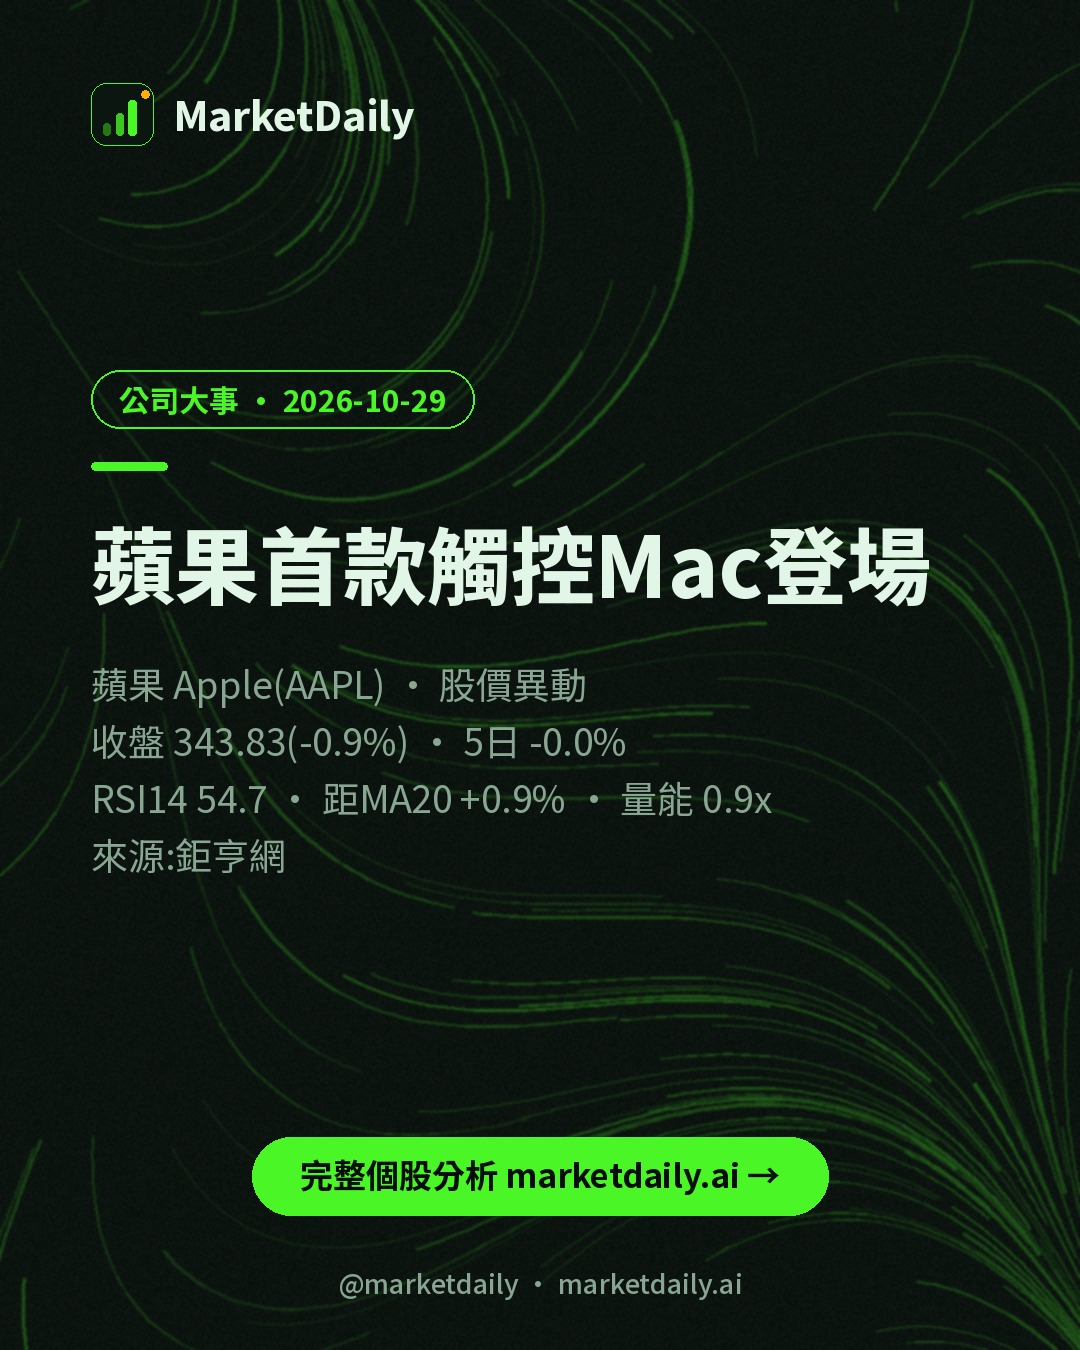 MarketDaily
公司大事 • 2026-10-29
蘋果首款觸控Mac登場
蘋果 Apple(AAPL) • 股價異動
收盤 343.83(-0.9%) • 5日 -0.0%
RSI14 54.7 • 距MA20 +0.9% • 量能 0.9x
來源:鉅亨網
完整個股分析 marketdaily.ai →
@marketdaily • marketdaily.ai